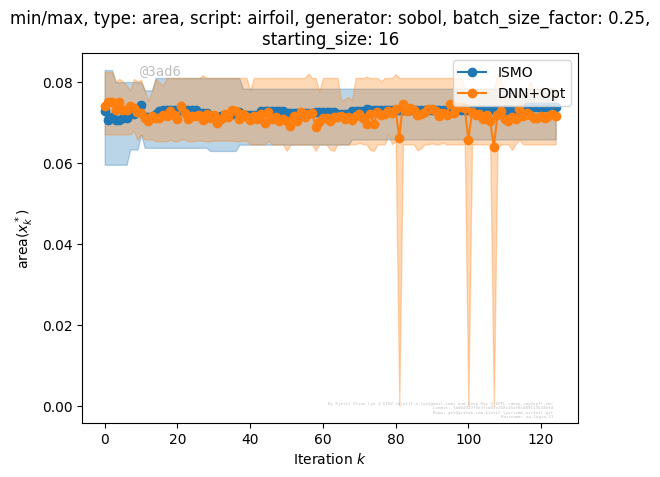 min/max, type: area, script: airfoil, generator: sobol, batch_size_factor: 0.25,
starting_size: 16
@3ad6
ISMO
DNN+Opt
area(x_k^*)
0.08
0.06
0.04
0.02
0.00
0 20 40 60 80 100 120
Iteration k